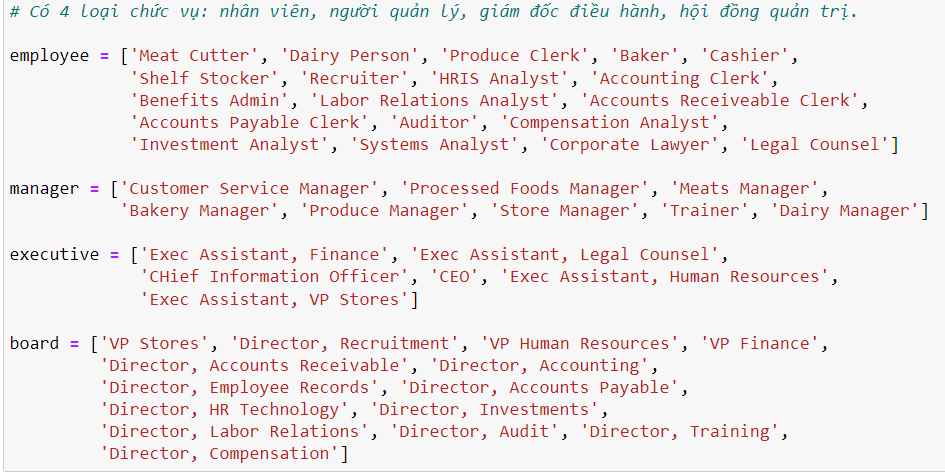 # Có 4 loại chức vụ: nhân viên, người quản lý, giám đốc điều hành, hội đồng quản trị.
employee = ['Meat Cutter', 'Dairy Person', 'Produce Clerk', 'Baker', 'Cashier',
'Shelf Stocker', 'Recruiter', 'HRIS Analyst', 'Accounting Clerk',
'Benefits Admin', 'Labor Relations Analyst', 'Accounts Receiveable Clerk',
'Accounts Payable Clerk', 'Auditor', 'Compensation Analyst',
'Investment Analyst', 'Systems Analyst', 'Corporate Lawyer', 'Legal Counsel']
manager = ['Customer Service Manager', 'Processed Foods Manager', 'Meats Manager',
'Bakery Manager', 'Produce Manager', 'Store Manager', 'Trainer', 'Dairy Manager']
executive = ['Exec Assistant, Finance', 'Exec Assistant, Legal Counsel',
'CHief Information Officer', 'CEO', 'Exec Assistant, Human Resources',
'Exec Assistant, VP Stores']
board = ['VP Stores', 'Director, Recruitment', 'VP Human Resources', 'VP Finance',
'Director, Accounts Receivable', 'Director, Accounting',
'Director, Employee Records', 'Director, Accounts Payable',
'Director, HR Technology', 'Director, Investments',
'Director, Labor Relations', 'Director, Audit', 'Director, Training',
'Director, Compensation']